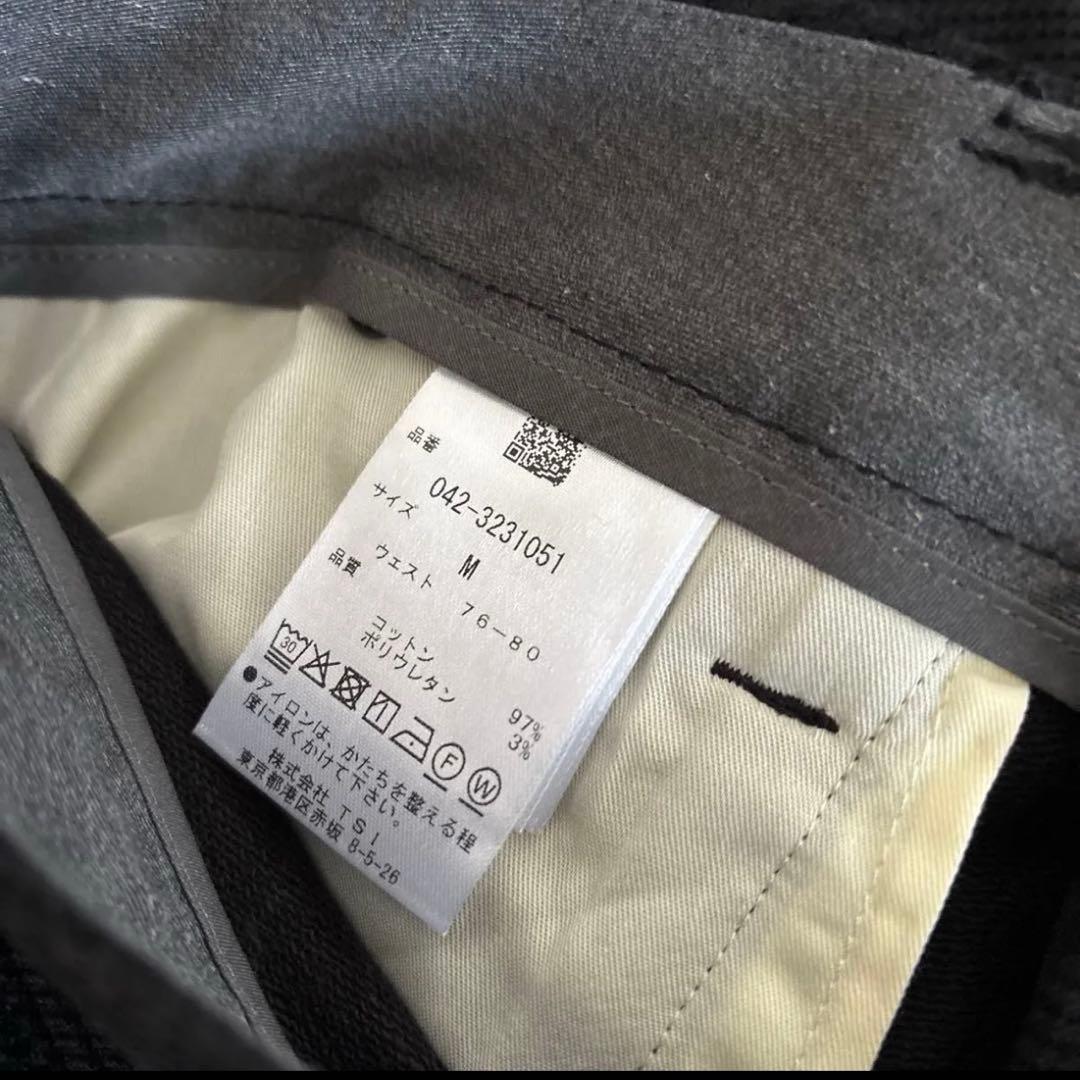 品番
042-3231051
サイズ
M
ウェスト 76-80
品質
コットン 97%
ポリウレタン 3%
30
F
W
●アイロンは、かたちを整える程
度に軽くかけて下さい。
株式会社 TSI
東京都港区赤坂 8-5-26